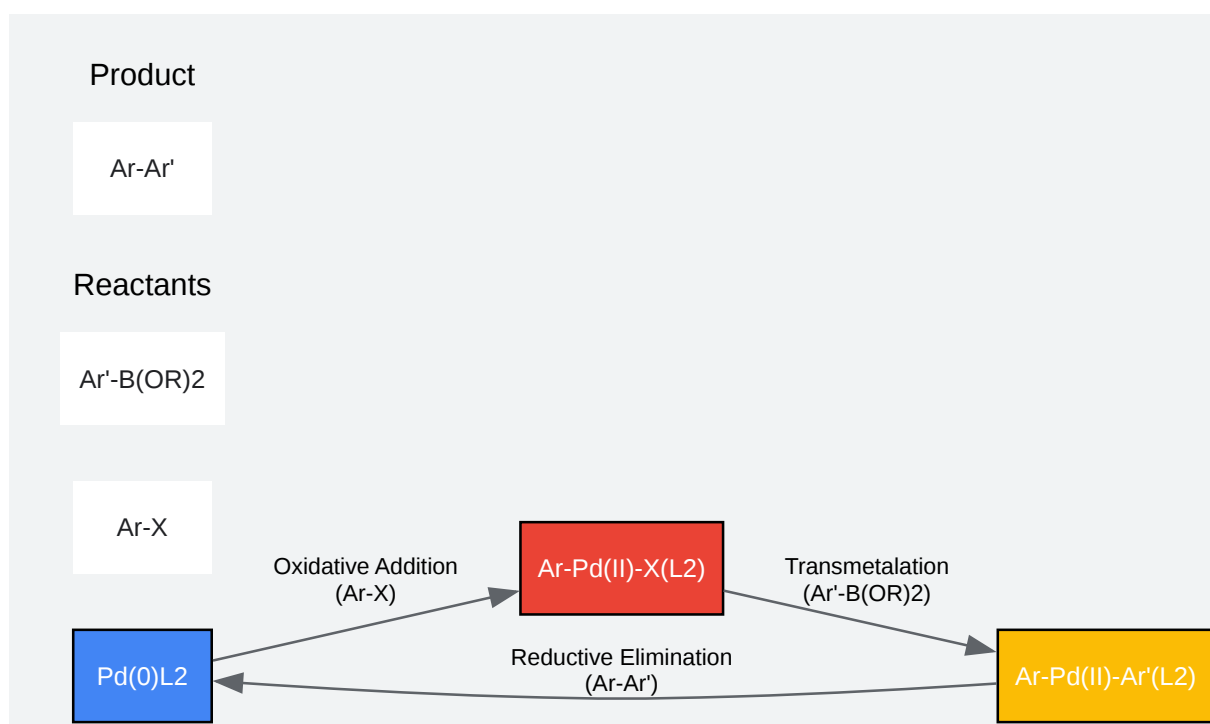 Product
Ar-Ar'
Reactants
Ar'-B(OR)2
Ar-X
Oxidative Addition
(Ar-X)
Ar-Pd(II)-X(L2)
Transmetalation
(Ar'-B(OR)2)
Pd(0)L2
Reductive Elimination
(Ar-Ar')
Ar-Pd(II)-Ar'(L2)